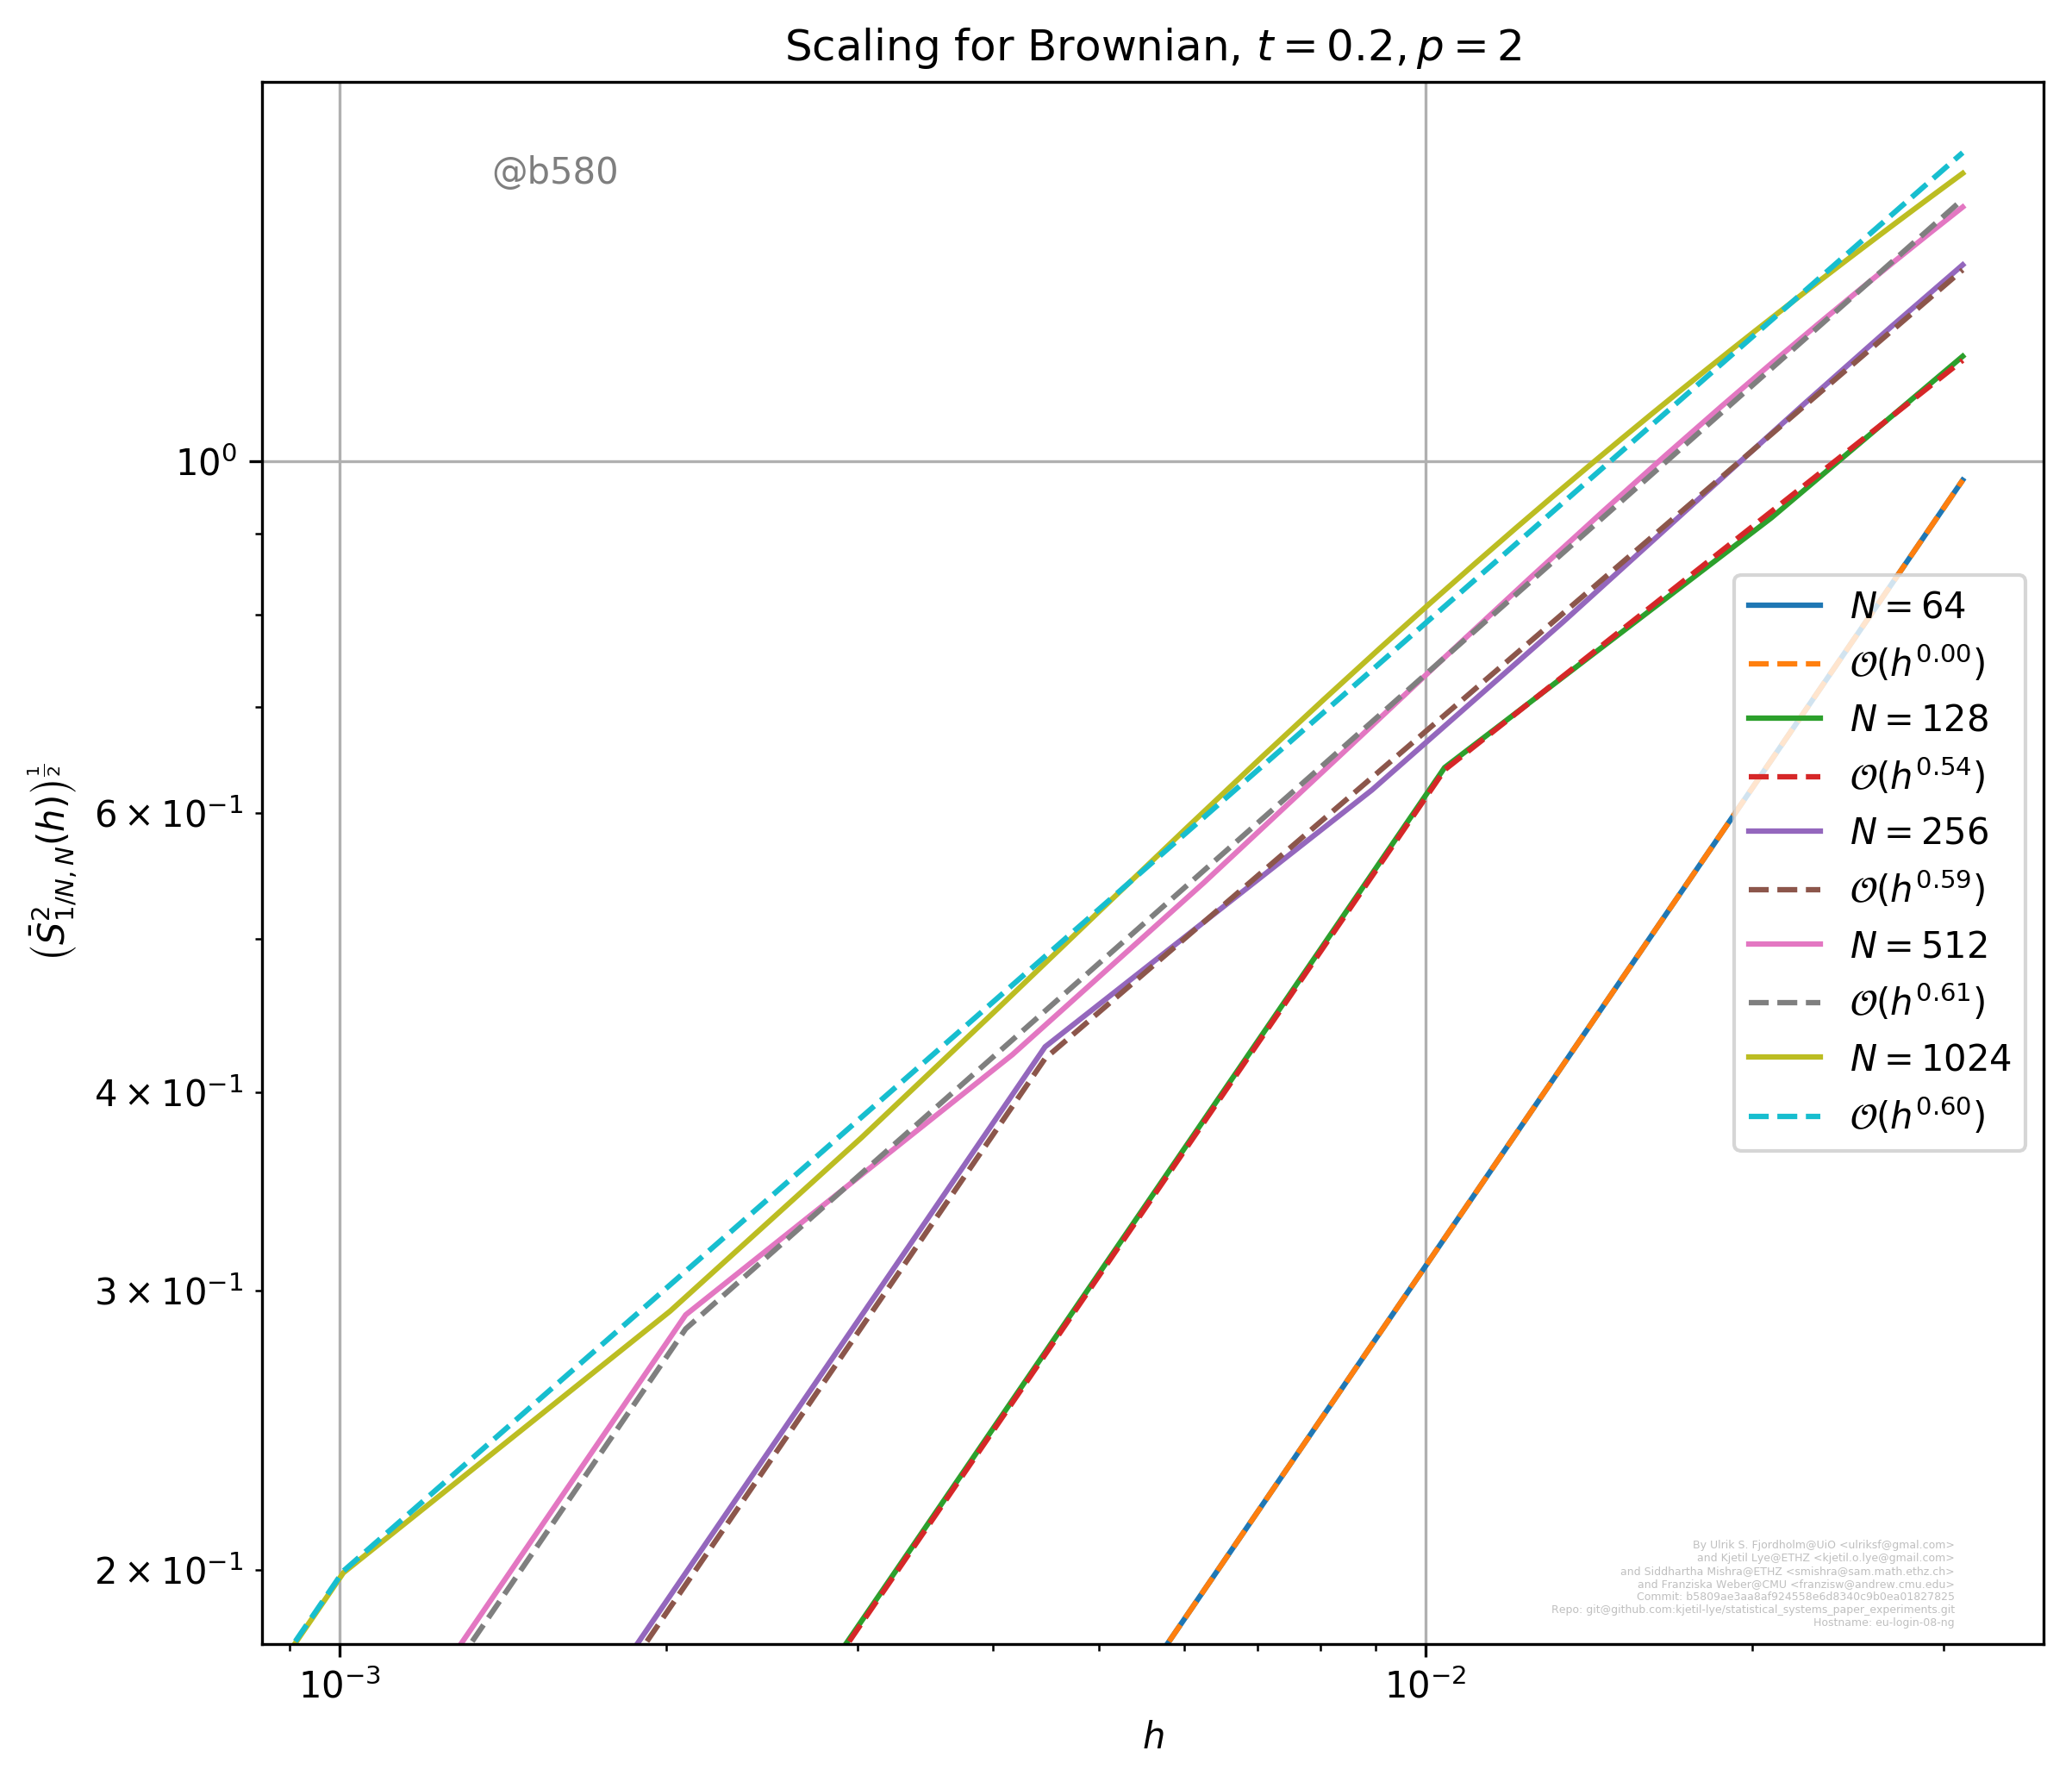 Scaling for Brownian, t = 0.2, p = 2
@b580
10⁰
6 × 10⁻¹
4 × 10⁻¹
3 × 10⁻¹
2 × 10⁻¹
(S̄²_{1/N, N}(h))^{1/2}
N = 64
𝒪(h^{0.00})
N = 128
𝒪(h^{0.54})
N = 256
𝒪(h^{0.59})
N = 512
𝒪(h^{0.61})
N = 1024
𝒪(h^{0.60})
By Ulrik S. Fjordholm@UiO <ulriksf@gmal.com>
and Kjetil Lye@ETHZ <kjetil.o.lye@gmail.com>
and Siddhartha Mishra@ETHZ <smishra@sam.math.ethz.ch>
and Franziska Weber@CMU <franzisw@andrew.cmu.edu>
Commit: b5809ae3aa8af924558e6d8340c9b0ea01827825
Repo: git@github.com:kjetil-lye/statistical_systems_paper_experiments.git
Hostname: eu-login-08-ng
10⁻³
10⁻²
h